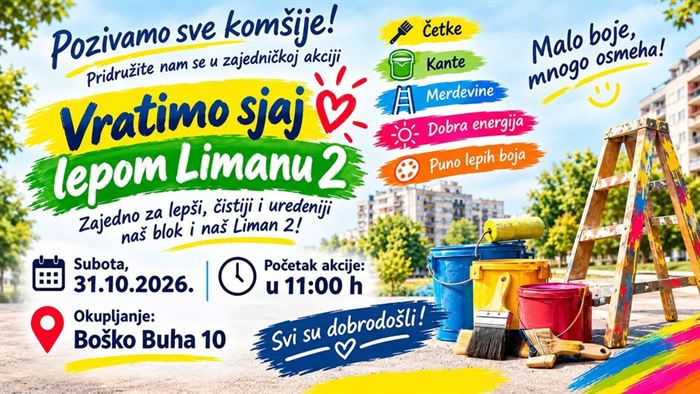 Pozivamo sve komšije!
Pridružite nam se u zajedničkoj akciji
Vratimo sjaj
lepom Limanu 2
Zajedno za lepši, čistiji i uređeniji
naš blok i naš Liman 2!
Subota,
31.10.2026.
Početak akcije:
u 11:00 h
Okupljanje:
Boško Buha 10
Četke
Kante
Merdevine
Dobra energija
Puno lepih boja
Malo boje,
mnogo osmeha!
Svi su dobrodošli!